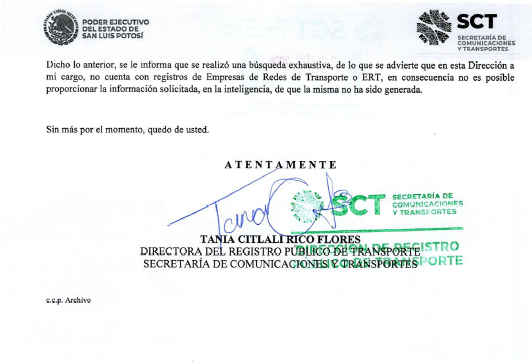 PODER EJECUTIVO
DEL ESTADO DE
SAN LUIS POTOSÍ
SCT
SECRETARÍA DE
COMUNICACIONES
Y TRANSPORTES
Dicho lo anterior, se le informa que se realizó una búsqueda exhaustiva, de lo que se advierte que en esta Dirección a
mi cargo, no cuenta con registros de Empresas de Redes de Transporte o ERT, en consecuencia no es posible
proporcionar la información solicitada, en la inteligencia, de que la misma no ha sido generada.
Sin más por el momento, quedo de usted.
ATENTAMENTE
SCT
SECRETARÍA DE
COMUNICACIONES
Y TRANSPORTES
TANIA CITLALI RICO FLORES
DIRECCIÓN DE REGISTRO
DIRECTORA DEL REGISTRO PÚBLICO DE TRANSPORTE
PÚBLICO DE TRANSPORTE
SECRETARÍA DE COMUNICACIONES Y TRANSPORTES
c.c.p. Archivo